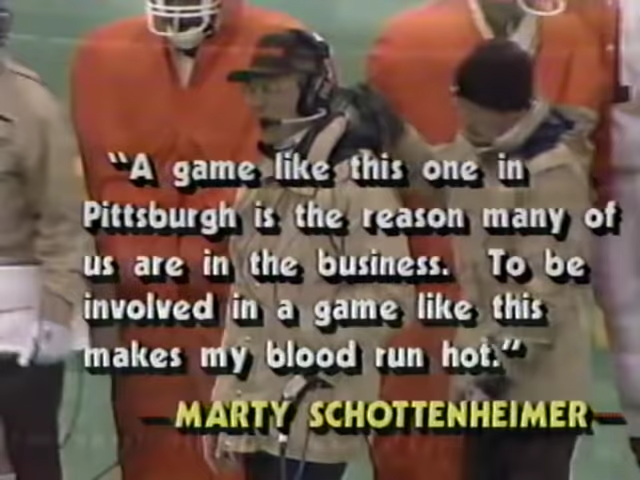 “A game like this one in
Pittsburgh is the reason many of
us are in the business. To be
involved in a game like this
makes my blood run hot.”
—MARTY SCHOTTENHEIMER—